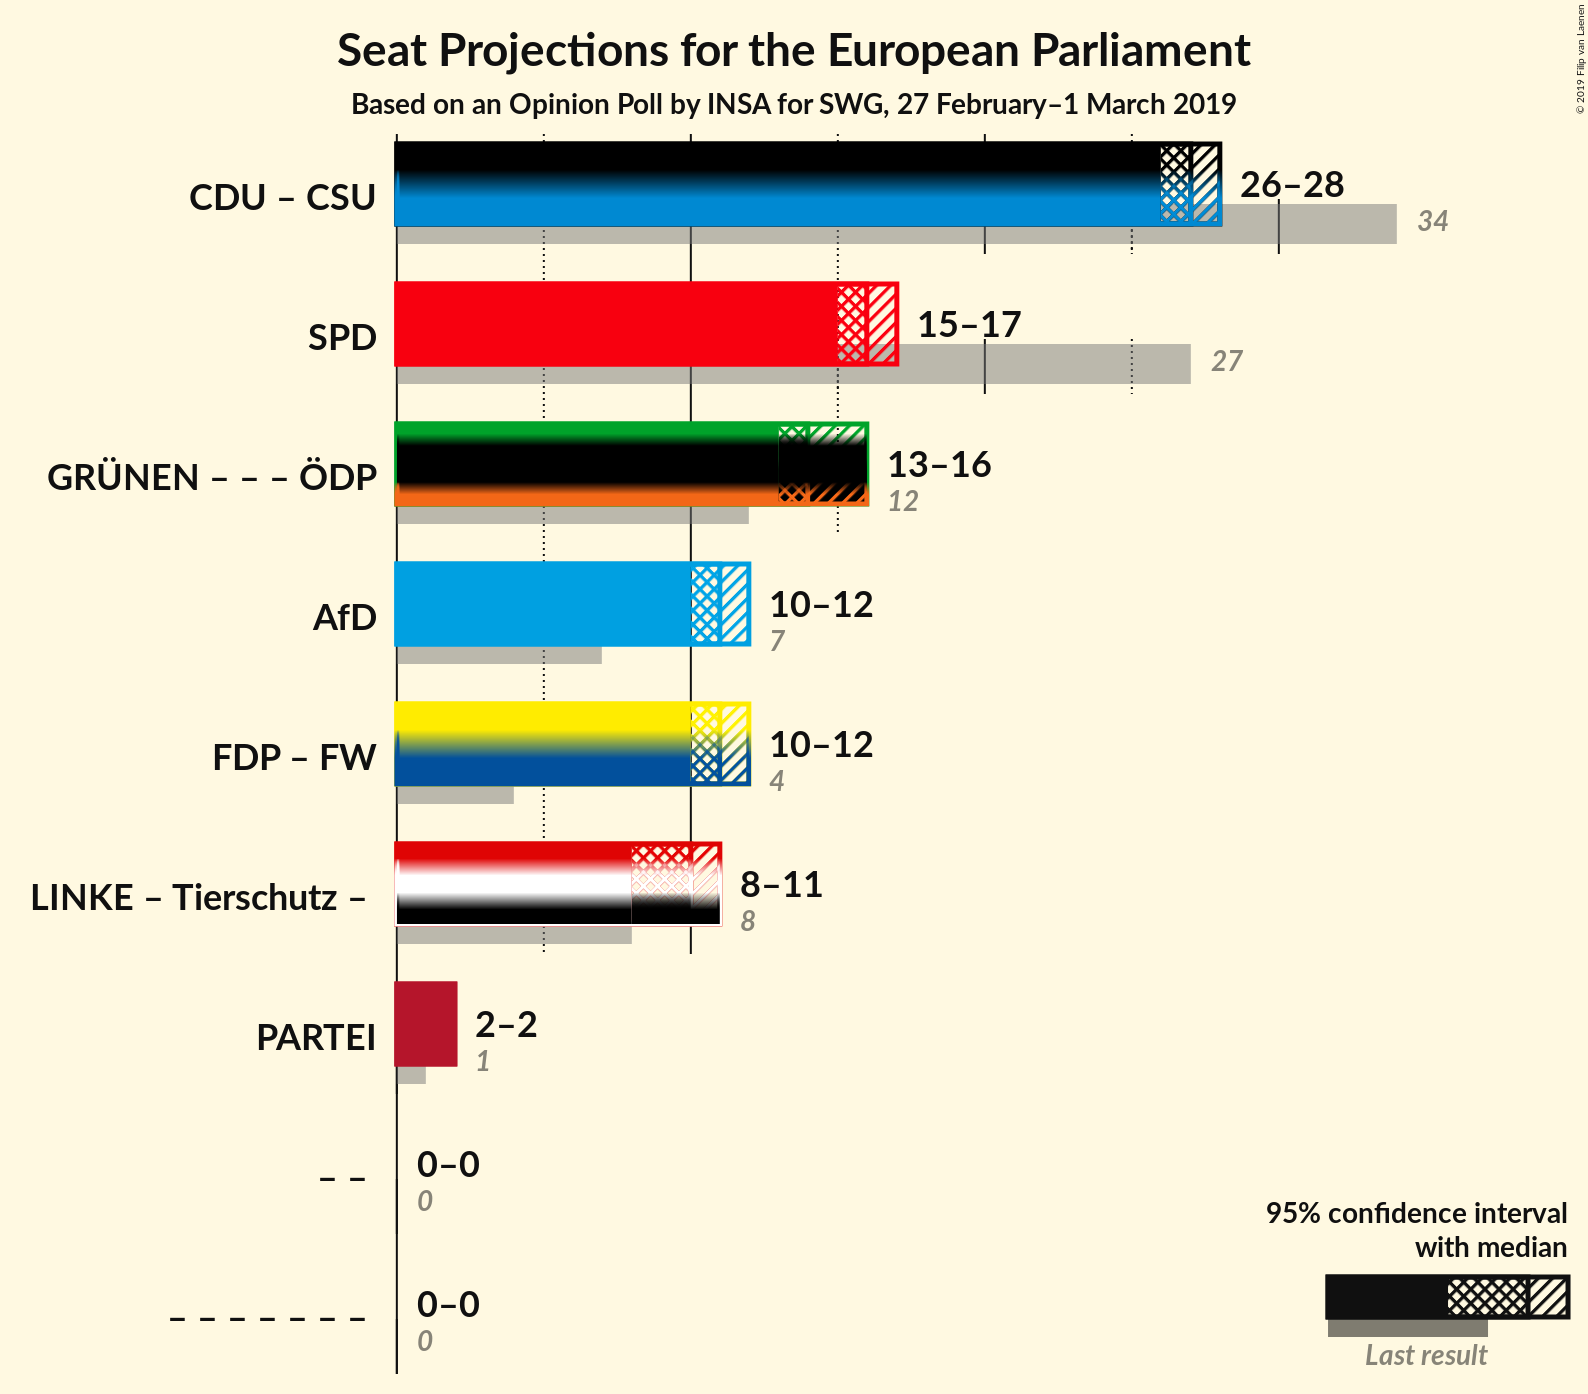 Seat Projections for the European Parliament
Based on an Opinion Poll by INSA for SWG, 27 February–1 March 2019
© 2019 Filip van Laenen
CDU – CSU
26–28
34
SPD
15–17
27
GRÜNEN – – – ÖDP
13–16
12
AfD
10–12
7
FDP – FW
10–12
4
LINKE – Tierschutz –
8–11
8
PARTEI
2–2
1
– –
0–0
0
– – – – – – –
0–0
0
95% confidence interval
with median
Last result